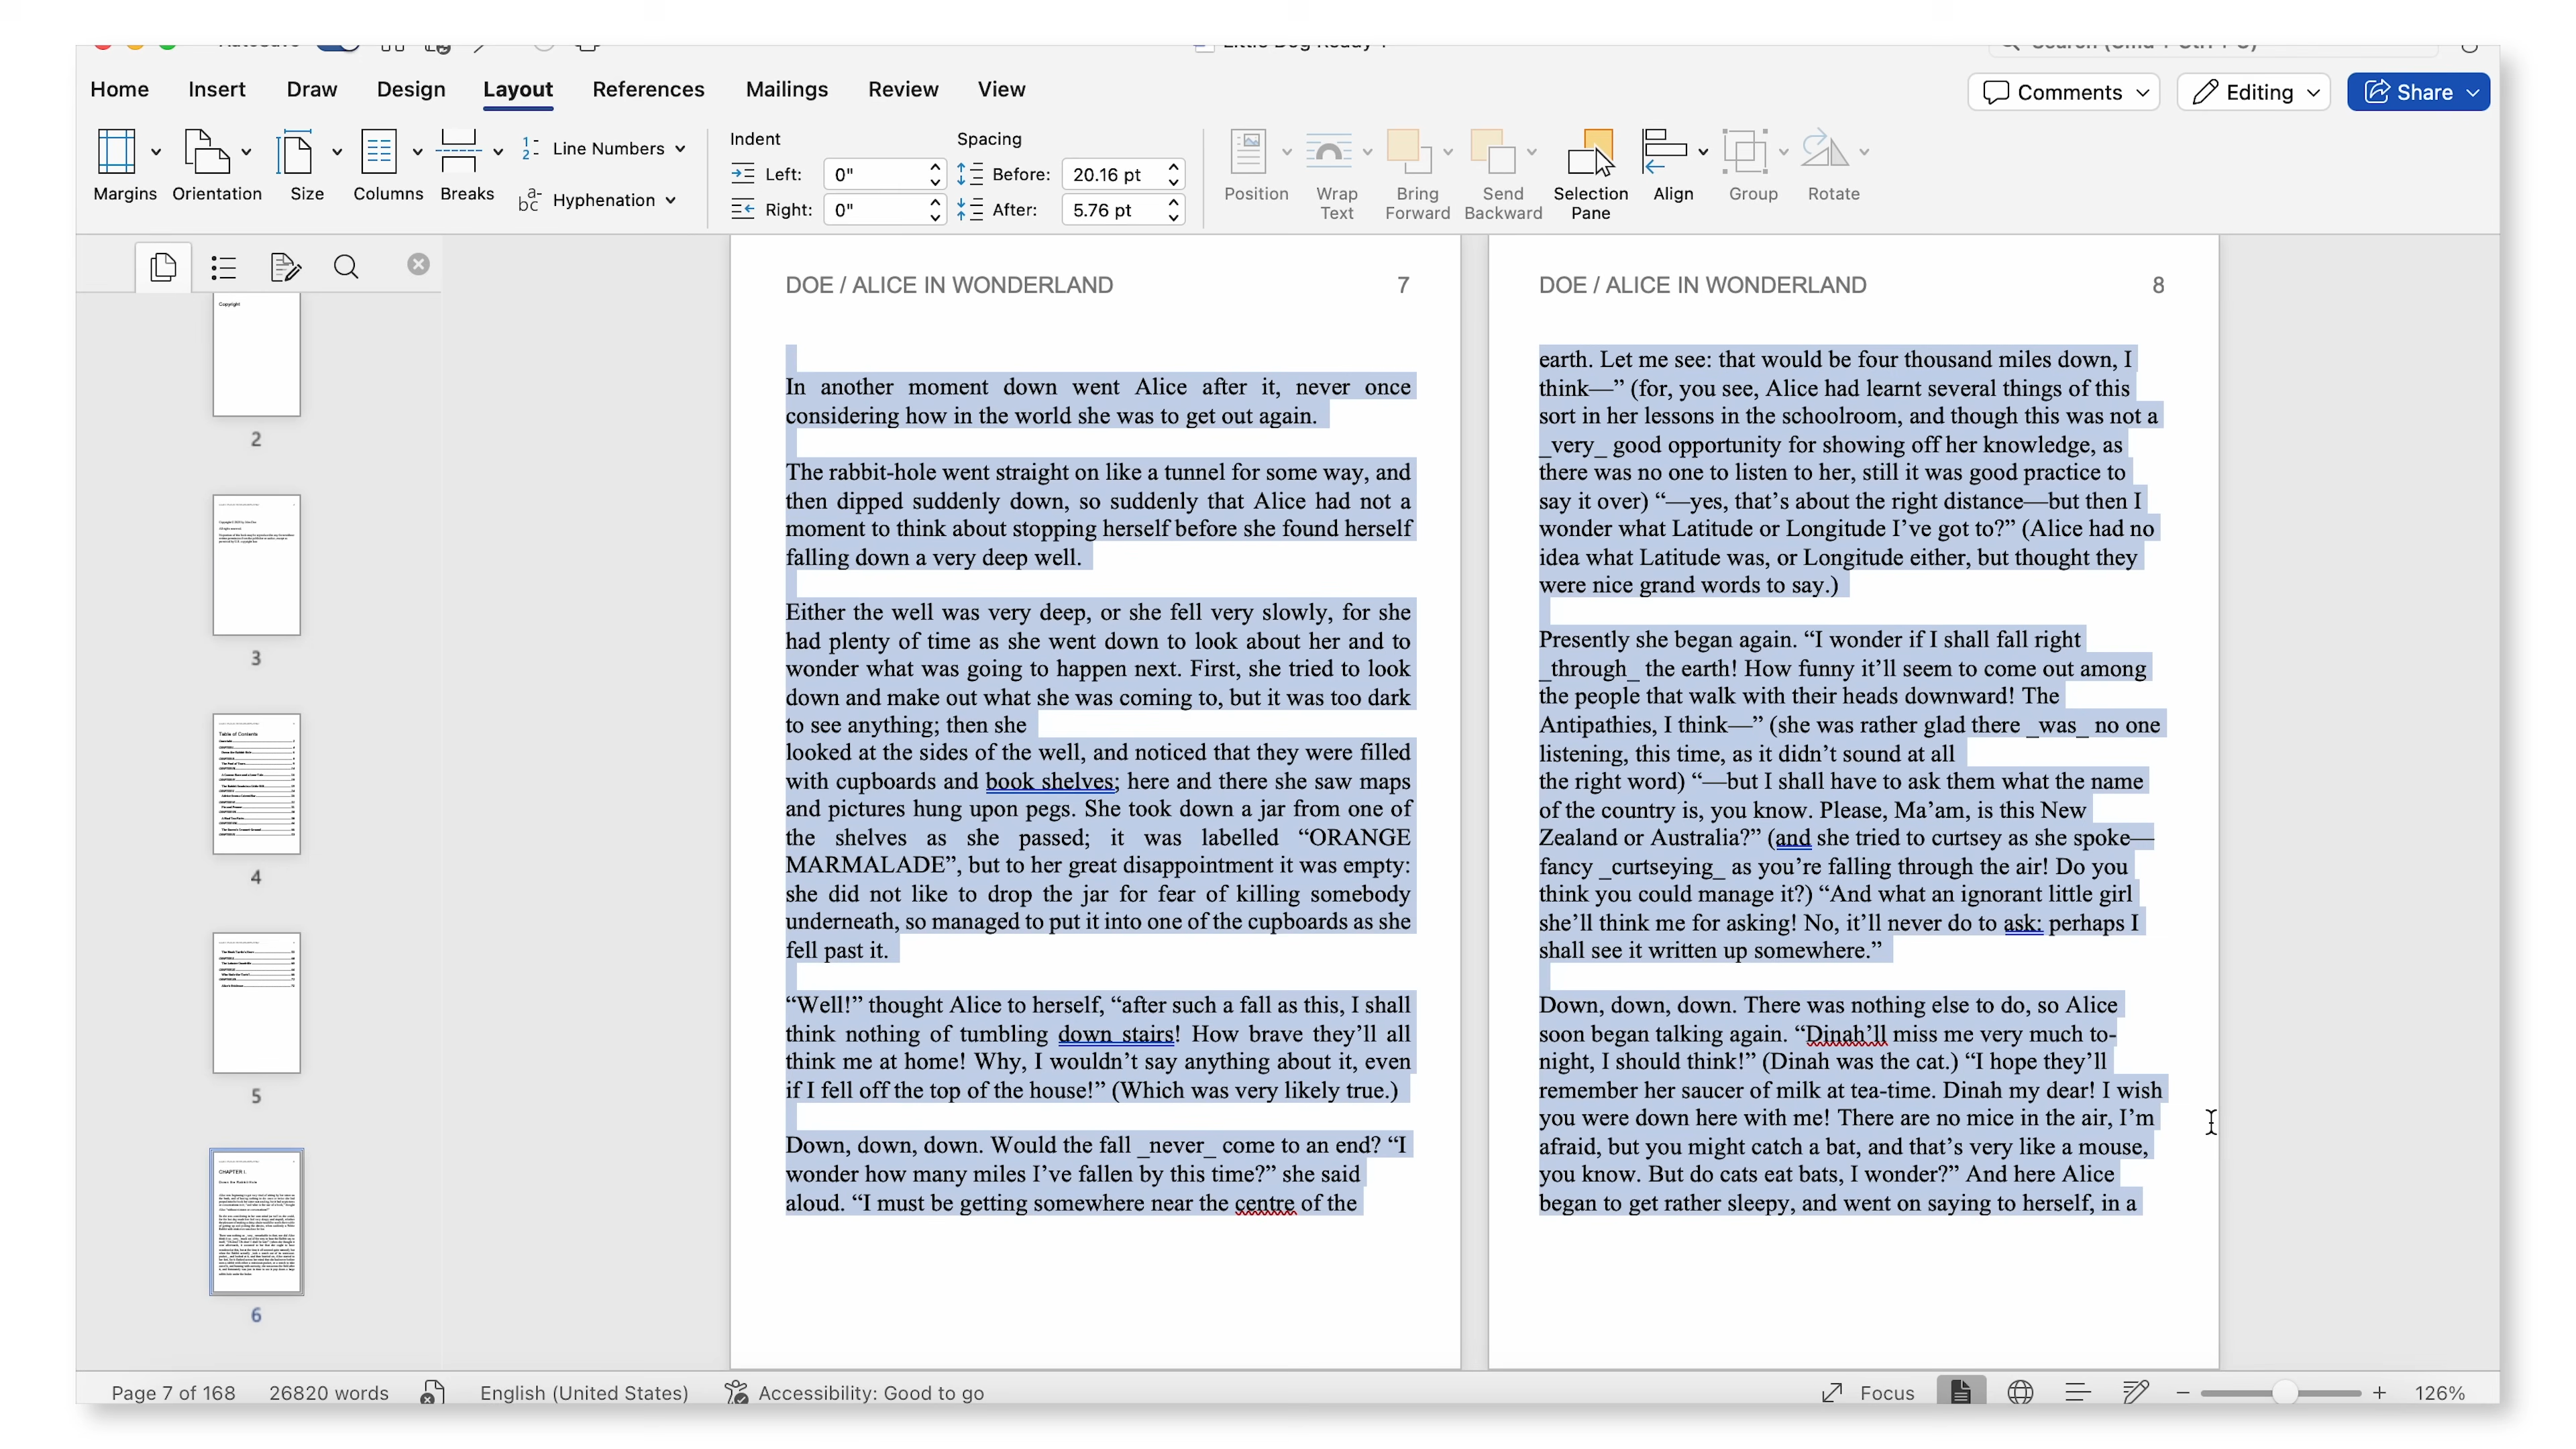 Home Insert Draw Design Layout References Mailings Review View Comments Editing Share
Margins Orientation Size Columns Breaks
Line Numbers
Hyphenation
Indent
Left: 0"
Right: 0"
Spacing
Before: 20.16 pt
After: 5.76 pt
Position Wrap Text Bring Forward Send Backward Selection Pane Align Group Rotate
Copyright
2
3
Table of Contents
4
5
CHAPTER I.
6
DOE / ALICE IN WONDERLAND 7
In another moment down went Alice after it, never once
considering how in the world she was to get out again.
The rabbit-hole went straight on like a tunnel for some way, and
then dipped suddenly down, so suddenly that Alice had not a
moment to think about stopping herself before she found herself
falling down a very deep well.
Either the well was very deep, or she fell very slowly, for she
had plenty of time as she went down to look about her and to
wonder what was going to happen next. First, she tried to look
down and make out what she was coming to, but it was too dark
to see anything; then she
looked at the sides of the well, and noticed that they were filled
with cupboards and book shelves; here and there she saw maps
and pictures hung upon pegs. She took down a jar from one of
the shelves as she passed; it was labelled “ORANGE
MARMALADE”, but to her great disappointment it was empty:
she did not like to drop the jar for fear of killing somebody
underneath, so managed to put it into one of the cupboards as she
fell past it.
“Well!” thought Alice to herself, “after such a fall as this, I shall
think nothing of tumbling down stairs! How brave they’ll all
think me at home! Why, I wouldn’t say anything about it, even
if I fell off the top of the house!” (Which was very likely true.)
Down, down, down. Would the fall _never_ come to an end? “I
wonder how many miles I’ve fallen by this time?” she said
aloud. “I must be getting somewhere near the centre of the
DOE / ALICE IN WONDERLAND 8
earth. Let me see: that would be four thousand miles down, I
think—” (for, you see, Alice had learnt several things of this
sort in her lessons in the schoolroom, and though this was not a
_very_ good opportunity for showing off her knowledge, as
there was no one to listen to her, still it was good practice to
say it over) “—yes, that’s about the right distance—but then I
wonder what Latitude or Longitude I’ve got to?” (Alice had no
idea what Latitude was, or Longitude either, but thought they
were nice grand words to say.)
Presently she began again. “I wonder if I shall fall right
_through_ the earth! How funny it’ll seem to come out among
the people that walk with their heads downward! The
Antipathies, I think—” (she was rather glad there _was_ no one
listening, this time, as it didn’t sound at all
the right word) “—but I shall have to ask them what the name
of the country is, you know. Please, Ma’am, is this New
Zealand or Australia?” (and she tried to curtsey as she spoke—
fancy _curtseying_ as you’re falling through the air! Do you
think you could manage it?) “And what an ignorant little girl
she’ll think me for asking! No, it’ll never do to ask: perhaps I
shall see it written up somewhere.”
Down, down, down. There was nothing else to do, so Alice
soon began talking again. “Dinah’ll miss me very much to-
night, I should think!” (Dinah was the cat.) “I hope they’ll
remember her saucer of milk at tea-time. Dinah my dear! I wish
you were down here with me! There are no mice in the air, I’m
afraid, but you might catch a bat, and that’s very like a mouse,
you know. But do cats eat bats, I wonder?” And here Alice
began to get rather sleepy, and went on saying to herself, in a
Page 7 of 168 26820 words English (United States) Accessibility: Good to go Focus 126%